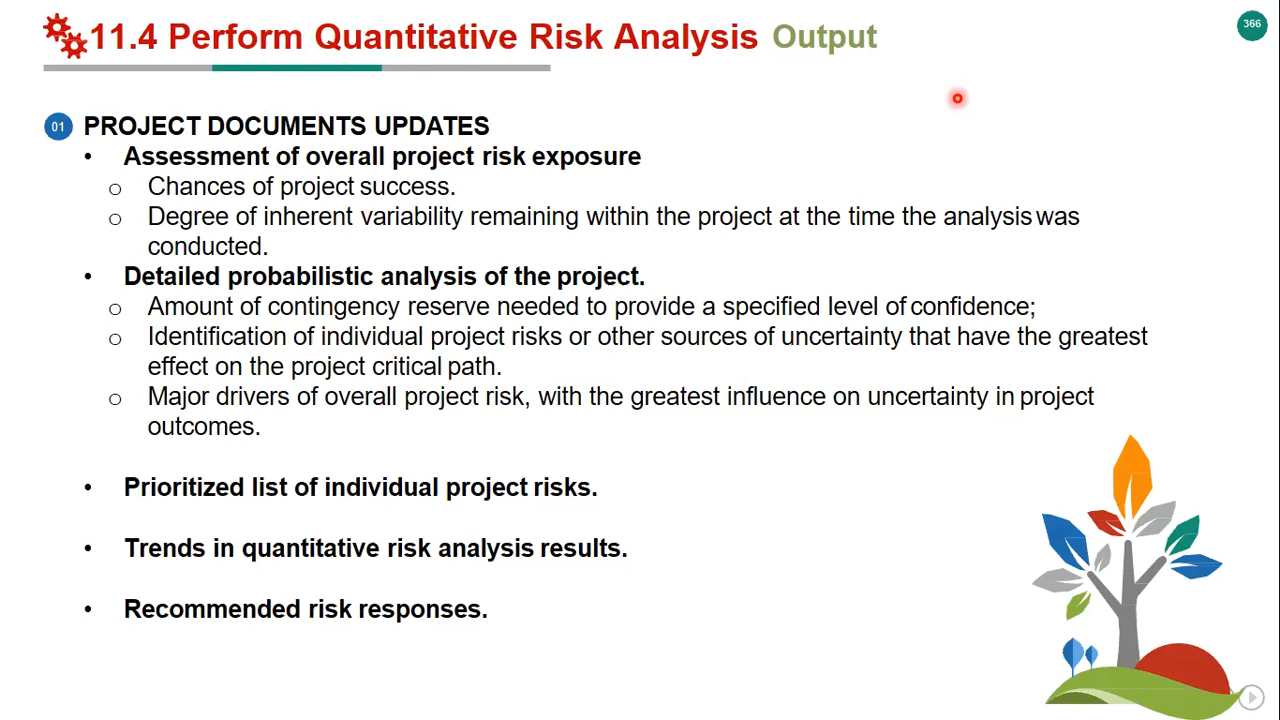 11.4 Perform Quantitative Risk Analysis Output
366
01 PROJECT DOCUMENTS UPDATES
• Assessment of overall project risk exposure
o Chances of project success.
o Degree of inherent variability remaining within the project at the time the analysis was
conducted.
• Detailed probabilistic analysis of the project.
o Amount of contingency reserve needed to provide a specified level of confidence;
o Identification of individual project risks or other sources of uncertainty that have the greatest
effect on the project critical path.
o Major drivers of overall project risk, with the greatest influence on uncertainty in project
outcomes.
• Prioritized list of individual project risks.
• Trends in quantitative risk analysis results.
• Recommended risk responses.